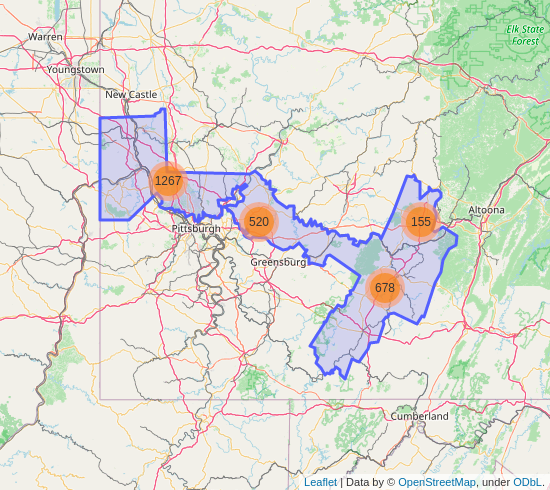 Elk State
Forest
Warren
Youngstown
New Castle
1267
Altoona
155
520
Pittsburgh
Greensburg
678
Cumberland
Leaflet | Data by © OpenStreetMap, under ODbL.